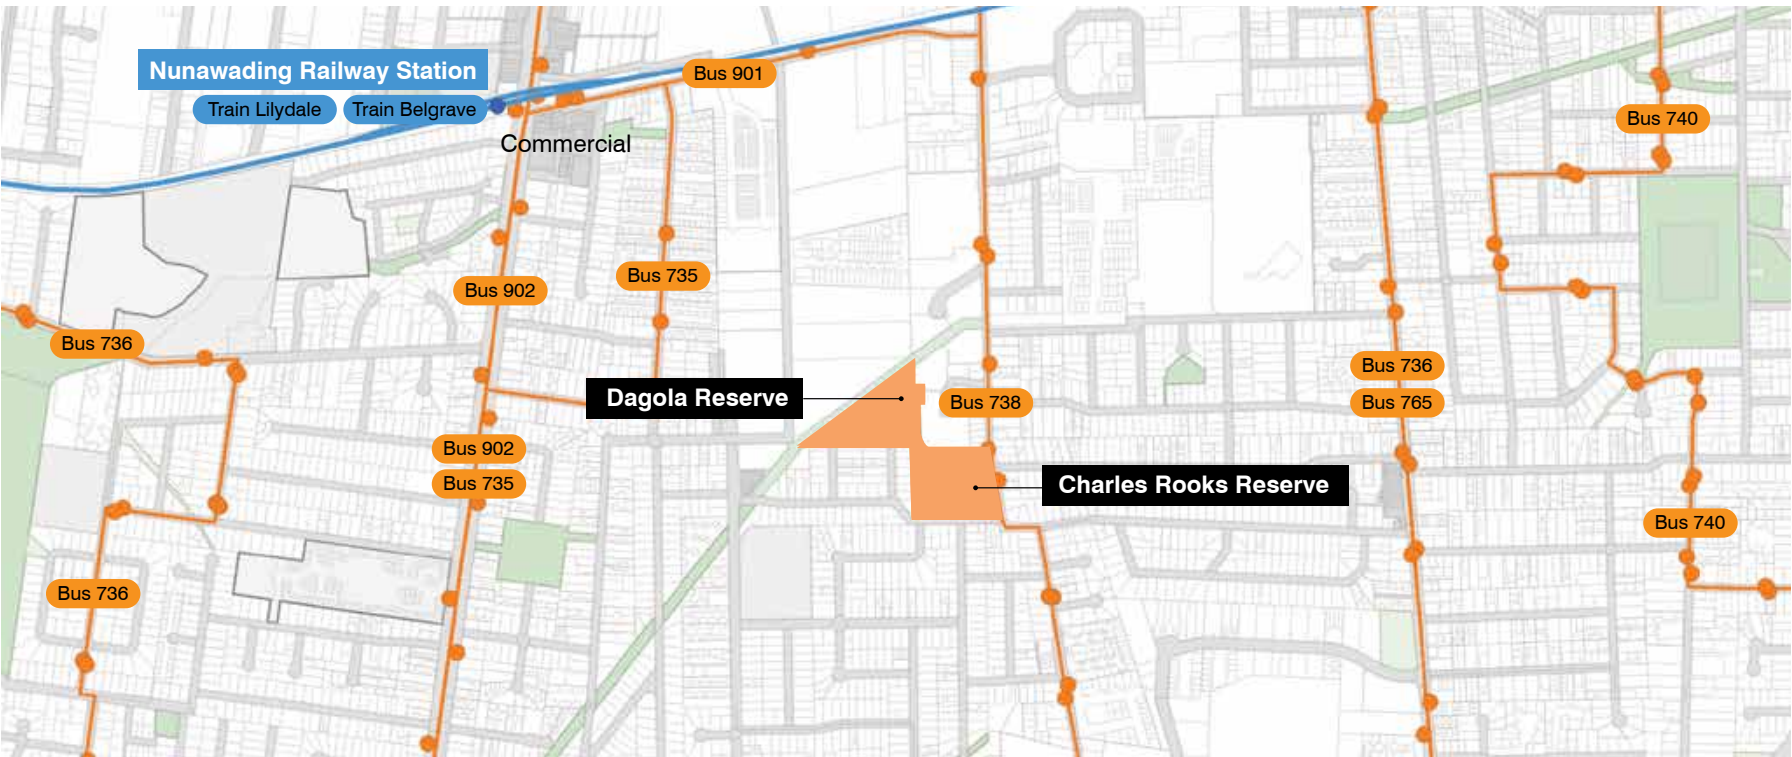 Nunawading Railway Station
Train Lilydale
Train Belgrave
Bus 901
Commercial
Bus 740
Bus 902
Bus 735
Bus 736
Bus 736
Bus 765
Dagola Reserve
Bus 738
Bus 902
Bus 735
Charles Rooks Reserve
Bus 740
Bus 736